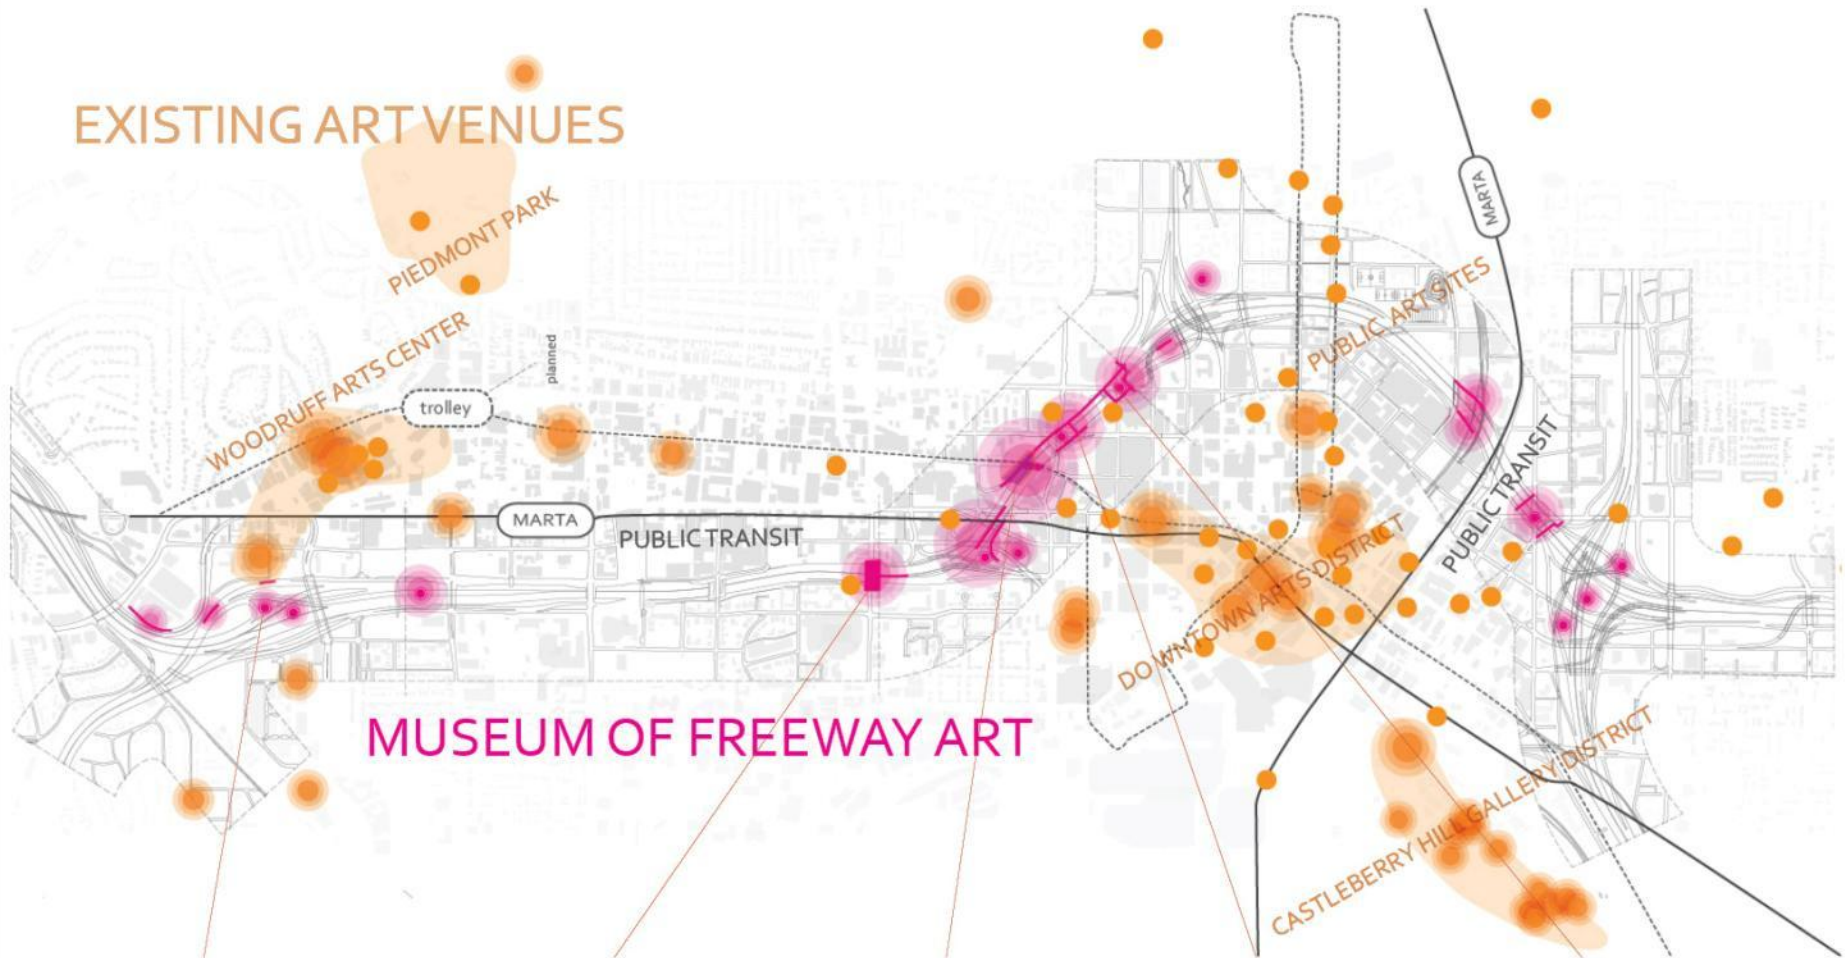 EXISTING ART VENUES
PIEDMONT PARK
WOODRUFF ARTS CENTER
planned
trolley
MARTA
PUBLIC TRANSIT
MARTA
PUBLIC ART SITES
PUBLIC TRANSIT
DOWNTOWN ARTS DISTRICT
MUSEUM OF FREEWAY ART
CASTLEBERRY HILL GALLERY DISTRICT